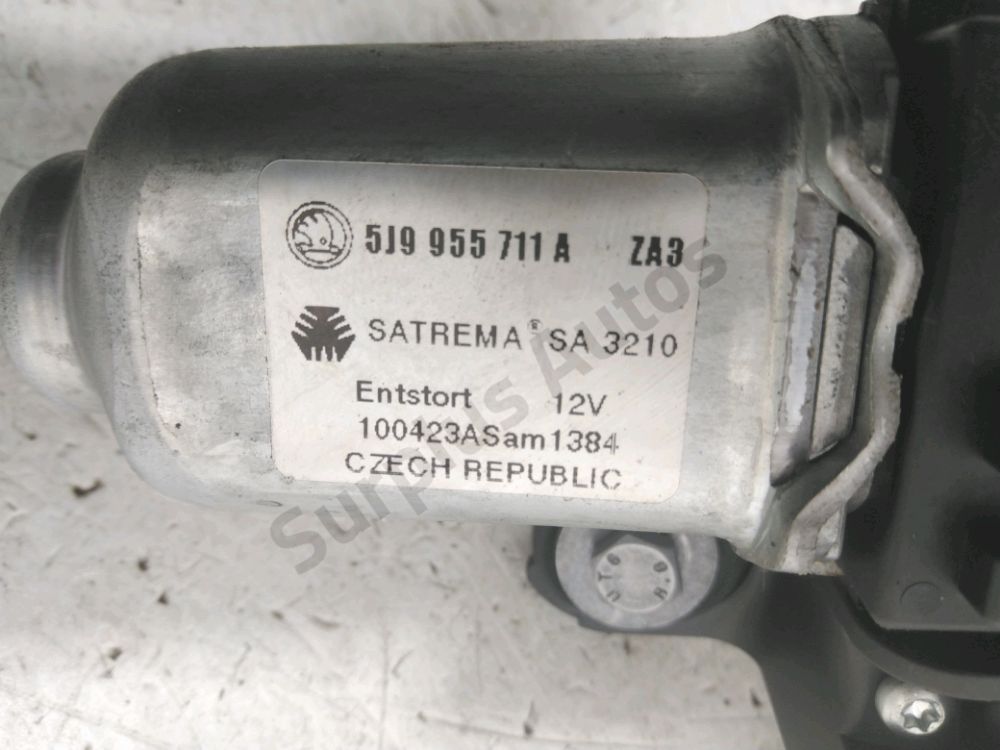 5J9 955 711 A ZA3
SATREMA® SA 3210
Entstort 12V
100423ASam1384
CZECH REPUBLIC
Surplus Autos